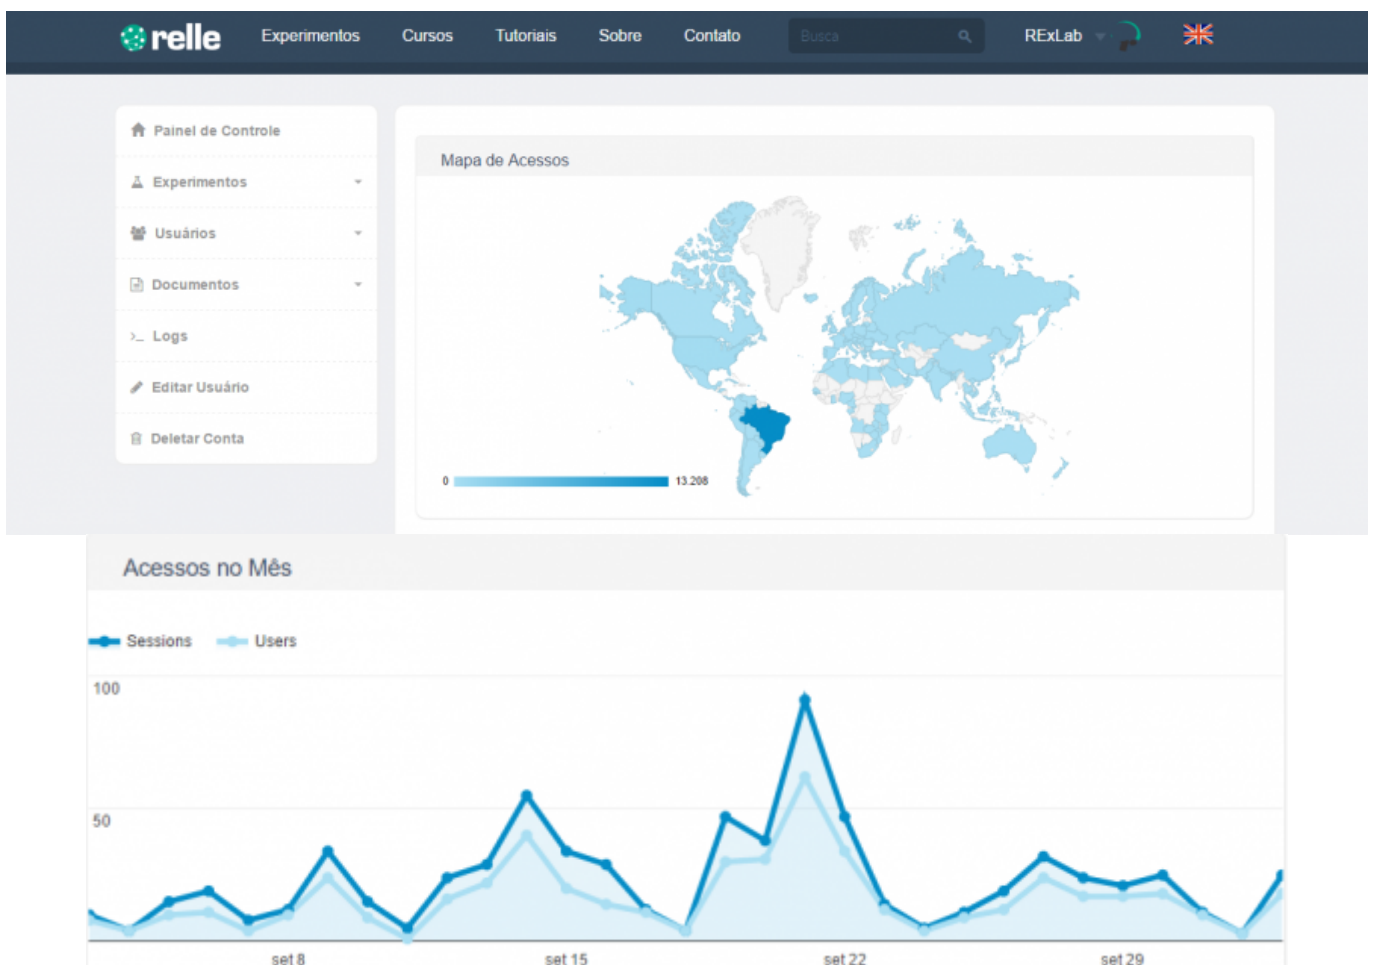 relle Experimentos Cursos Tutoriais Sobre Contato Busca RExLab
Painel de Controle
Experimentos
Usuários
Documentos
>_ Logs
Editar Usuário
Deletar Conta
Mapa de Acessos
0 13.208
Acessos no Mês
Sessions Users
100
50
set 8 set 15 set 22 set 29